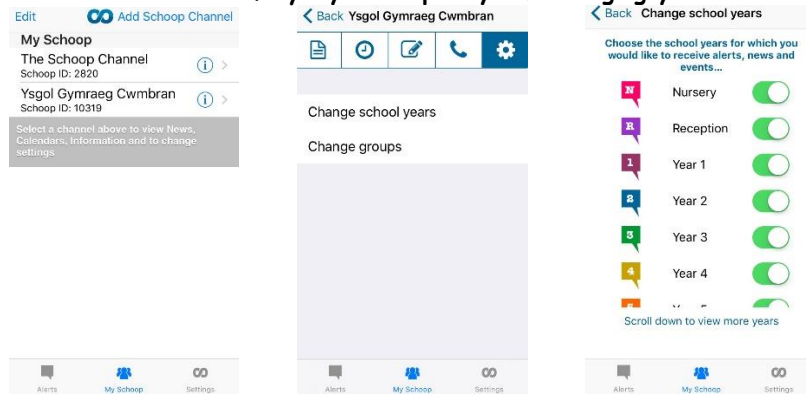 Edit
Add Schoop Channel
My Schoop
The Schoop Channel
Schoop ID: 2820
Ysgol Gymraeg Cwmbran
Schoop ID: 10319
Select a channel above to view News,
Calendars, Information and to change
settings
Alerts
My Schoop
Settings
Back Ysgol Gymraeg Cwmbran
Change school years
Change groups
Alerts
My Schoop
Settings
Back Change school years
Choose the school years for which you
would like to receive alerts, news and
events...
N Nursery
R Reception
1 Year 1
2 Year 2
3 Year 3
4 Year 4
Scroll down to view more years
Alerts
My Schoop
Settings